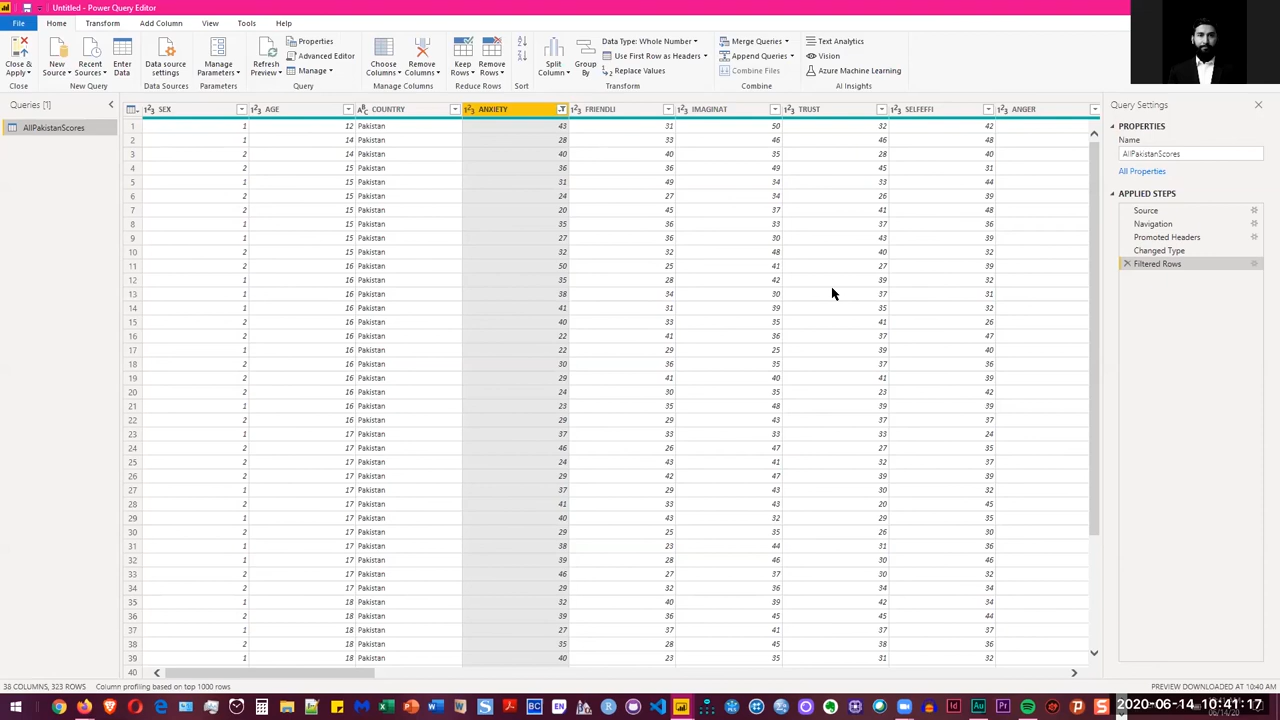 Untitled - Power Query Editor
File Home Transform Add Column View Tools Help
Close & Apply
New Source
Recent Sources
Enter Data
Data source settings
Manage Parameters
Refresh Preview
Properties
Advanced Editor
Manage
Choose Columns
Remove Columns
Keep Rows
Remove Rows
Split Column
Group By
Data Type: Whole Number
Use First Row as Headers
Replace Values
Merge Queries
Append Queries
Combine Files
Text Analytics
Vision
Azure Machine Learning
Close New Query Data Sources Parameters Query Manage Columns Reduce Rows Sort Transform Combine AI Insights
Queries [1]
AllPakistanScores
SEX AGE COUNTRY ANXIETY FRIENDLI IMAGINAT TRUST SELFEFFI ANGER
1 1 12 Pakistan 43 31 50 32 42
2 2 14 Pakistan 28 33 46 46 48
3 2 14 Pakistan 40 40 35 28 40
4 2 15 Pakistan 36 36 49 45 31
5 1 15 Pakistan 31 49 34 33 44
6 2 15 Pakistan 24 27 34 26 39
7 2 15 Pakistan 20 45 37 41 48
8 1 15 Pakistan 35 36 33 37 36
9 1 15 Pakistan 27 36 30 43 39
10 2 15 Pakistan 32 32 48 40 32
11 2 16 Pakistan 50 25 41 27 39
12 1 16 Pakistan 35 28 42 39 32
13 1 16 Pakistan 38 34 30 37 31
14 1 16 Pakistan 41 31 39 35 32
15 2 16 Pakistan 40 33 35 41 26
16 2 16 Pakistan 22 41 36 37 47
17 1 16 Pakistan 22 29 25 39 40
18 2 16 Pakistan 30 36 35 37 36
19 2 16 Pakistan 29 41 40 41 39
20 2 16 Pakistan 24 30 35 23 42
21 1 16 Pakistan 23 35 48 39 39
22 2 16 Pakistan 29 29 43 37 37
23 1 17 Pakistan 37 33 33 33 24
24 2 17 Pakistan 46 26 47 27 35
25 2 17 Pakistan 24 43 41 32 37
26 2 17 Pakistan 29 42 47 39 39
27 1 17 Pakistan 37 29 43 30 32
28 2 17 Pakistan 41 33 43 20 45
29 1 17 Pakistan 40 43 32 29 35
30 2 17 Pakistan 29 25 35 26 30
31 1 17 Pakistan 38 23 44 31 36
32 1 17 Pakistan 39 28 46 30 46
33 2 17 Pakistan 46 27 37 30 32
34 2 17 Pakistan 29 32 36 34 34
35 1 18 Pakistan 32 40 39 42 34
36 2 18 Pakistan 39 36 45 45 44
37 1 18 Pakistan 27 37 41 37 37
38 2 18 Pakistan 35 28 45 38 36
39 1 18 Pakistan 40 23 35 31 32
40
Query Settings
PROPERTIES
Name
AllPakistanScores
All Properties
APPLIED STEPS
Source
Navigation
Promoted Headers
Changed Type
Filtered Rows
38 COLUMNS, 323 ROWS Column profiling based on top 1000 rows
PREVIEW DOWNLOADED AT 10:40 AM
2020-06-14 10:41:17